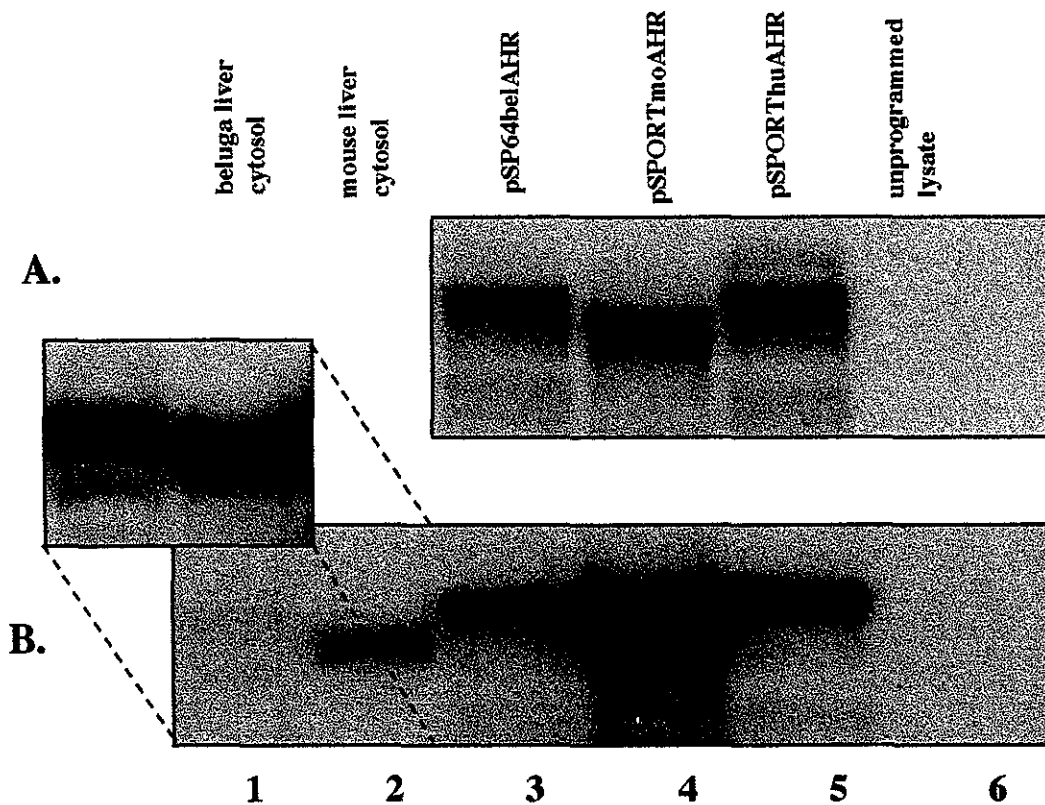 beluga liver
cytosol
mouse liver
cytosol
pSP64belAHR
pSPORTmoAHR
pSPORThuAHR
unprogrammed
lysate
A.
B.
1 2 3 4 5 6